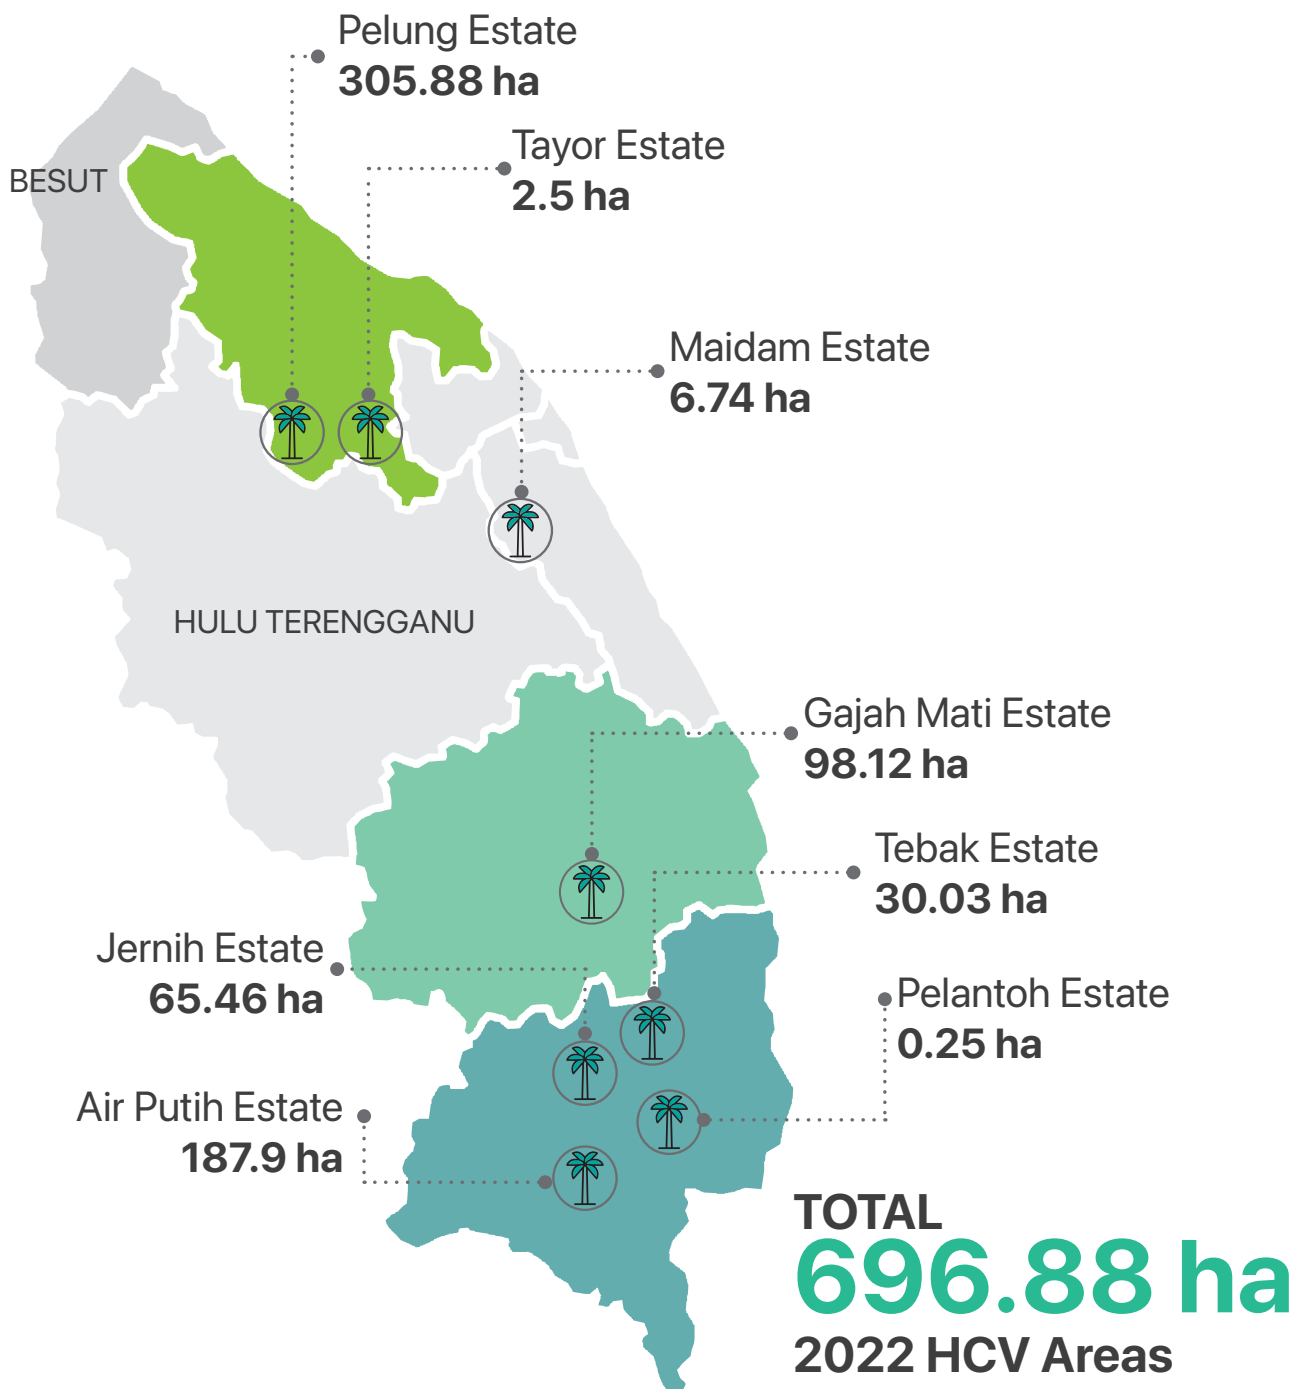 Pelung Estate
305.88 ha
Tayor Estate
2.5 ha
BESUT
Maidam Estate
6.74 ha
HULU TERENGGANU
Gajah Mati Estate
98.12 ha
Tebak Estate
30.03 ha
Jernih Estate
65.46 ha
Pelantoh Estate
0.25 ha
Air Putih Estate
187.9 ha
TOTAL
696.88 ha
2022 HCV Areas